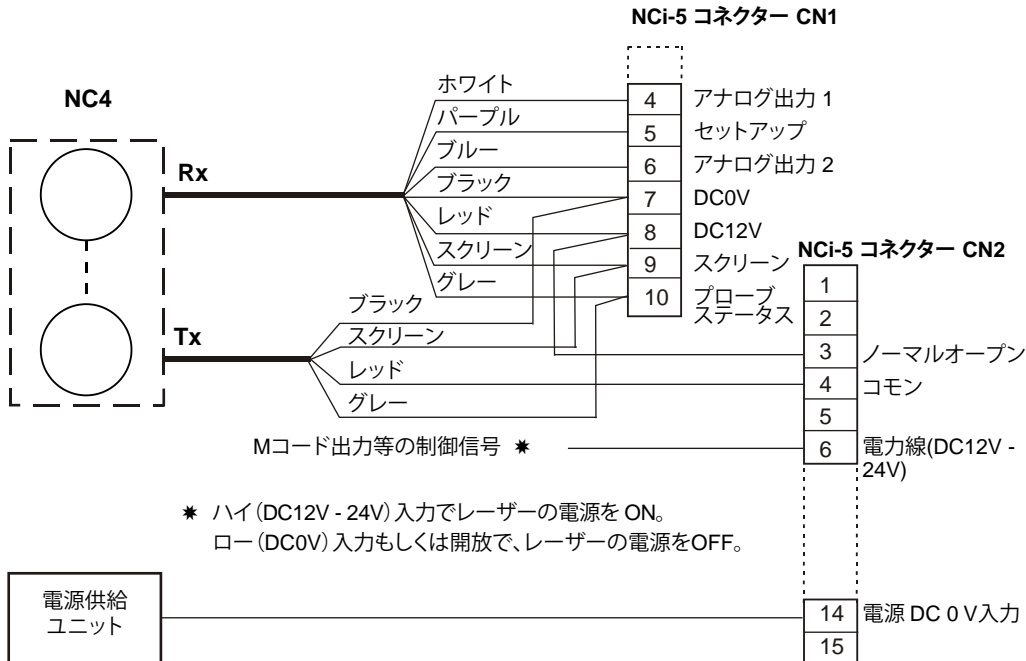 NCi-5 コネクター CN1
NC4
ホワイト
4 アナログ出力 1
パープル
5 セットアップ
ブルー
6 アナログ出力 2
Rx
ブラック
7 DC0V
レッド
8 DC12V
スクリーン
9 スクリーン
グレー
10 プローブ
ステータス
NCi-5 コネクター CN2
1
2
Tx
ブラック
スクリーン
3 ノーマルオープン
レッド
4 コモン
グレー
5
Mコード出力等の制御信号 ✷
6 電力線(DC12V -
24V)
✷ ハイ（DC12V - 24V）入力でレーザーの電源を ON。
ロー（DC0V）入力もしくは開放で、レーザーの電源をOFF。
電源供給
ユニット
14 電源 DC 0 V入力
15